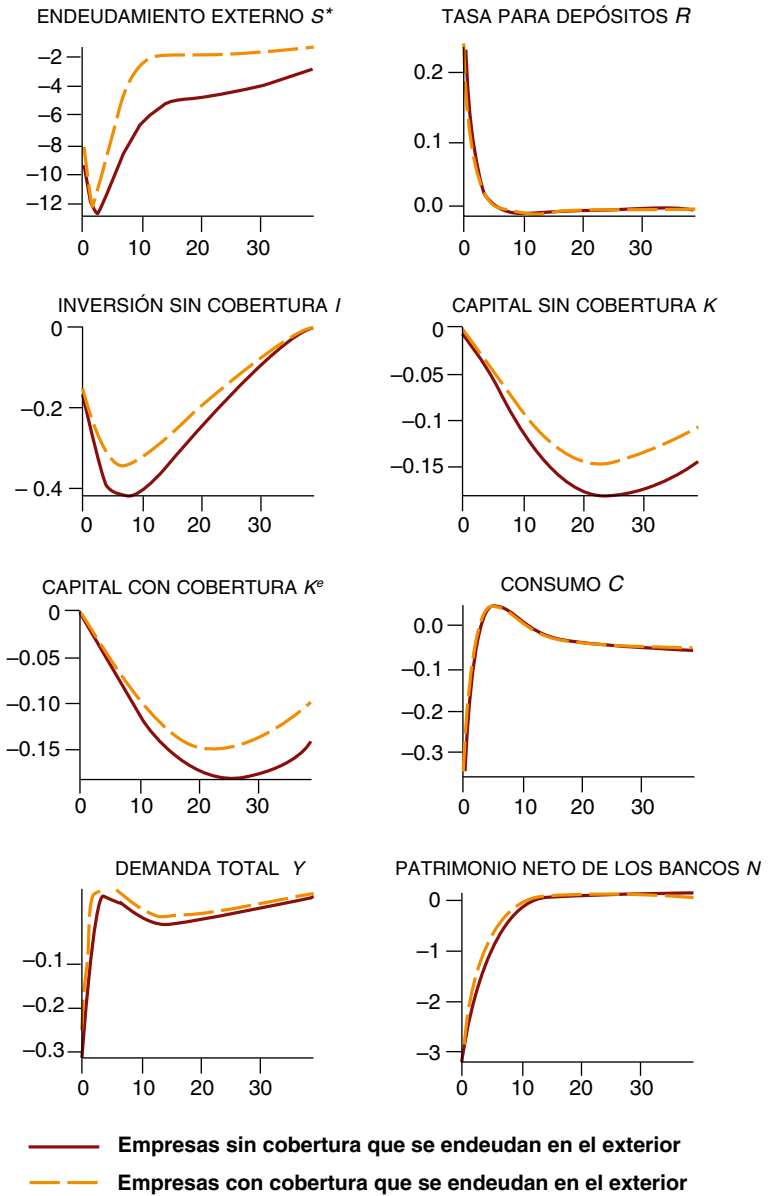 ENDEUDAMIENTO EXTERNO S*
−2
−4
−6
−8
−10
−12
0 10 20 30
TASA PARA DEPÓSITOS R
0.2
0.1
0.0
0 10 20 30
INVERSIÓN SIN COBERTURA I
0
−0.2
− 0.4
0 10 20 30
CAPITAL SIN COBERTURA K
0
−0.05
−0.1
−0.15
0 10 20 30
CAPITAL CON COBERTURA Kᵉ
0
−0.05
−0.10
−0.15
0 10 20 30
CONSUMO C
0.0
−0.1
−0.2
−0.3
0 10 20 30
DEMANDA TOTAL Y
−0.1
−0.2
−0.3
0 10 20 30
PATRIMONIO NETO DE LOS BANCOS N
0
−1
−2
−3
0 10 20 30
Empresas sin cobertura que se endeudan en el exterior
Empresas con cobertura que se endeudan en el exterior